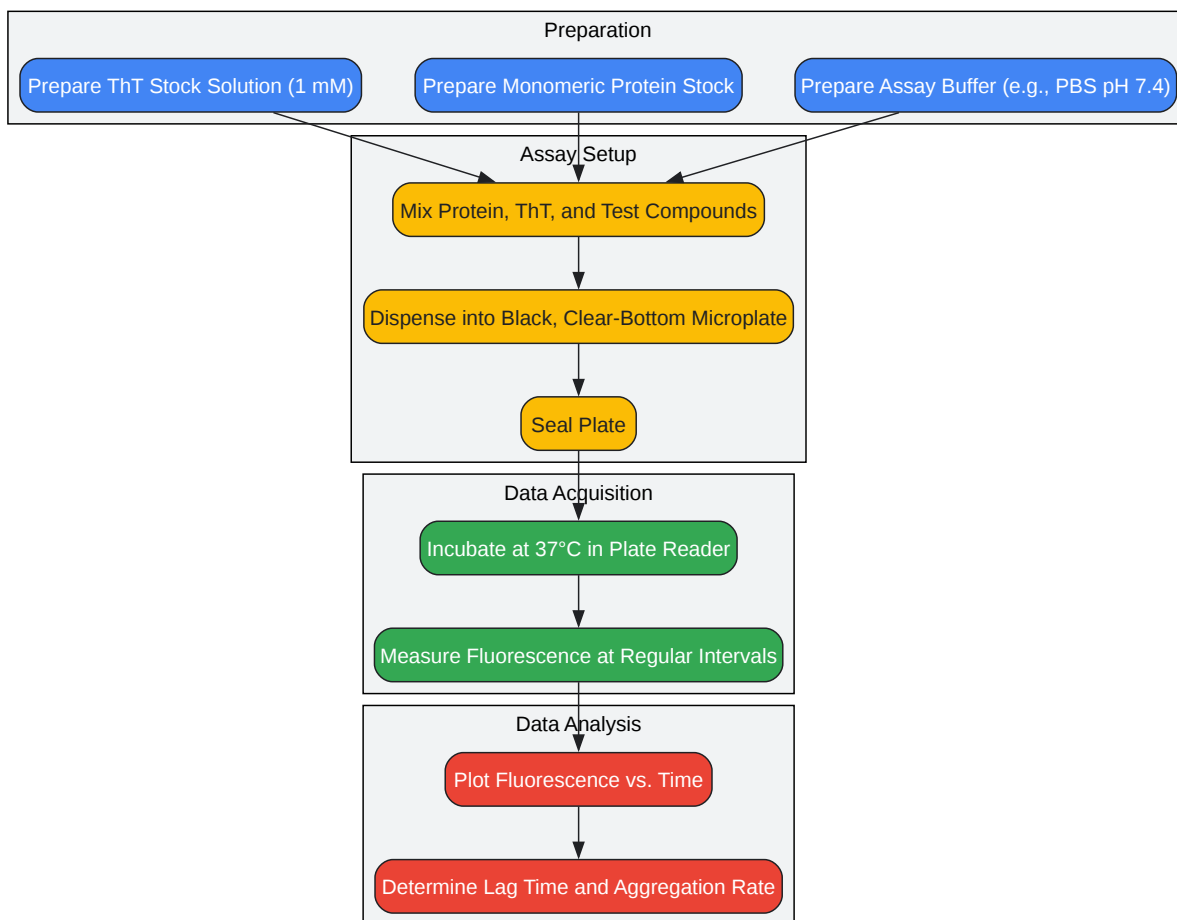 Preparation
Prepare ThT Stock Solution (1 mM)
Prepare Monomeric Protein Stock
Prepare Assay Buffer (e.g., PBS pH 7.4)
Assay Setup
Mix Protein, ThT, and Test Compounds
Dispense into Black, Clear-Bottom Microplate
Seal Plate
Data Acquisition
Incubate at 37°C in Plate Reader
Measure Fluorescence at Regular Intervals
Data Analysis
Plot Fluorescence vs. Time
Determine Lag Time and Aggregation Rate